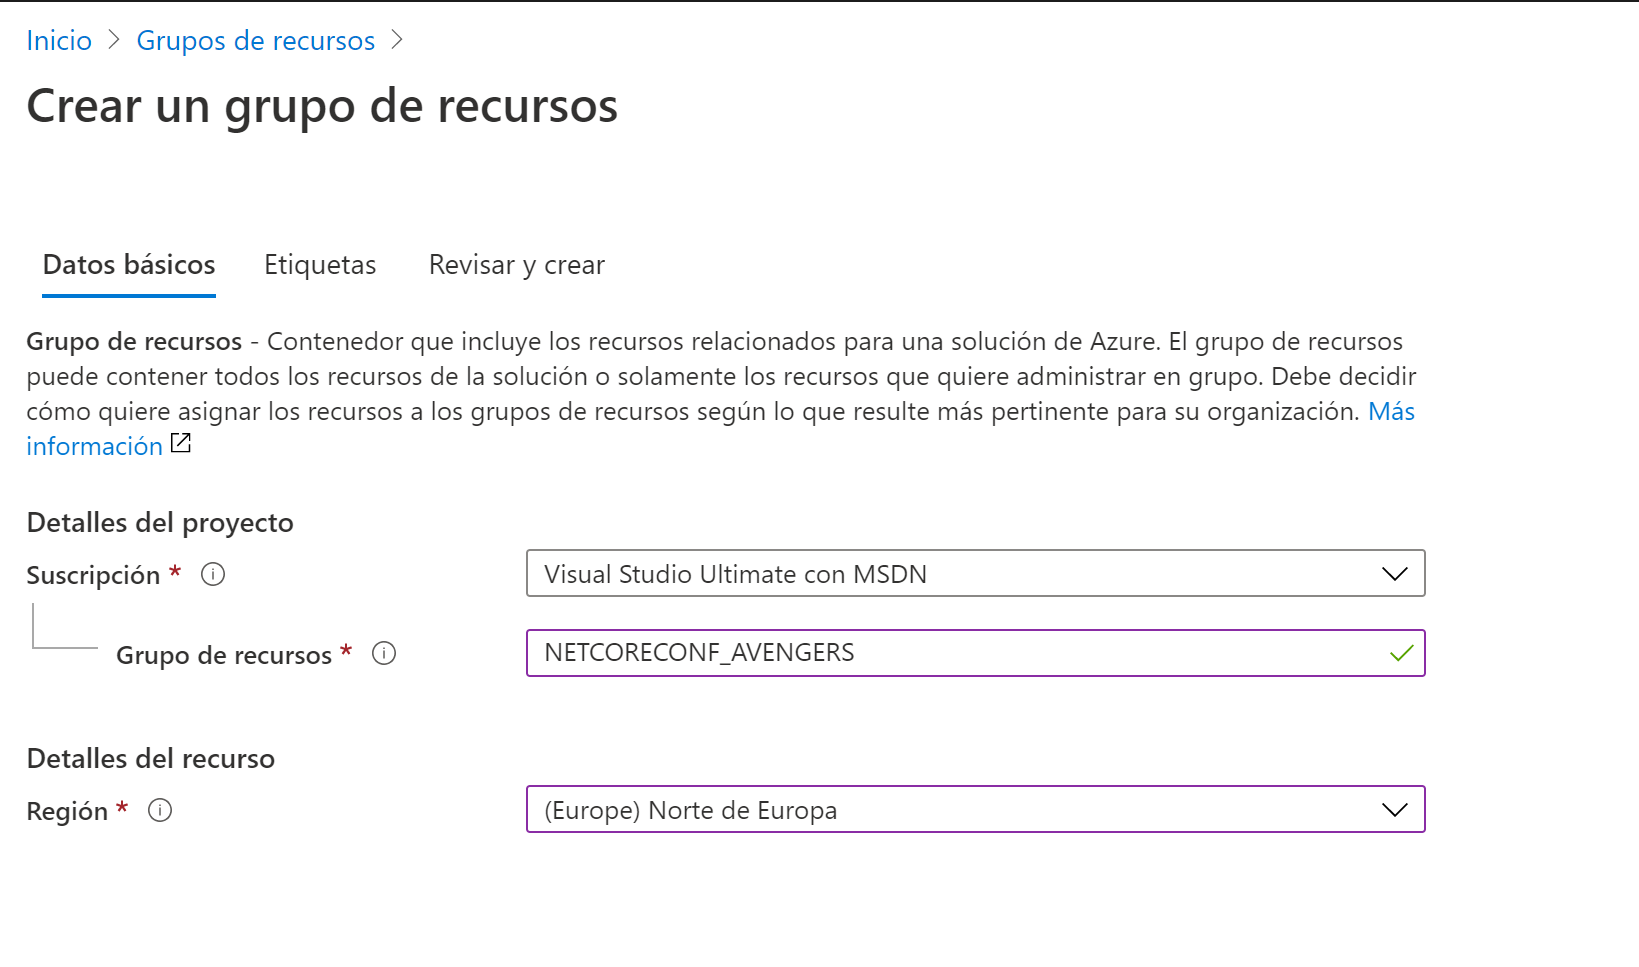 Inicio > Grupos de recursos >
Crear un grupo de recursos
Datos básicos Etiquetas Revisar y crear
Grupo de recursos - Contenedor que incluye los recursos relacionados para una solución de Azure. El grupo de recursos
puede contener todos los recursos de la solución o solamente los recursos que quiere administrar en grupo. Debe decidir
cómo quiere asignar los recursos a los grupos de recursos según lo que resulte más pertinente para su organización. Más
información
Detalles del proyecto
Suscripción * Visual Studio Ultimate con MSDN
Grupo de recursos * NETCORECONF_AVENGERS
Detalles del recurso
Región * (Europe) Norte de Europa